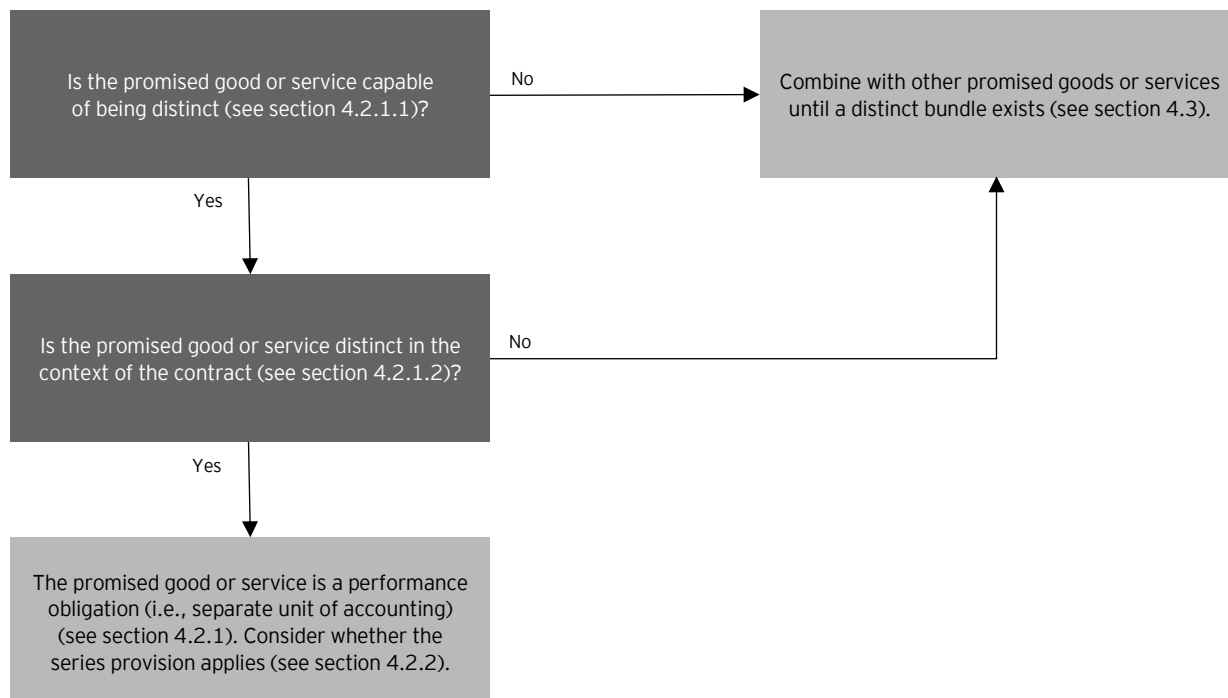 Is the promised good or service capable
of being distinct (see section 4.2.1.1)?
No
Combine with other promised goods or services
until a distinct bundle exists (see section 4.3).
Yes
Is the promised good or service distinct in the
context of the contract (see section 4.2.1.2)?
No
Yes
The promised good or service is a performance
obligation (i.e., separate unit of accounting)
(see section 4.2.1). Consider whether the
series provision applies (see section 4.2.2).